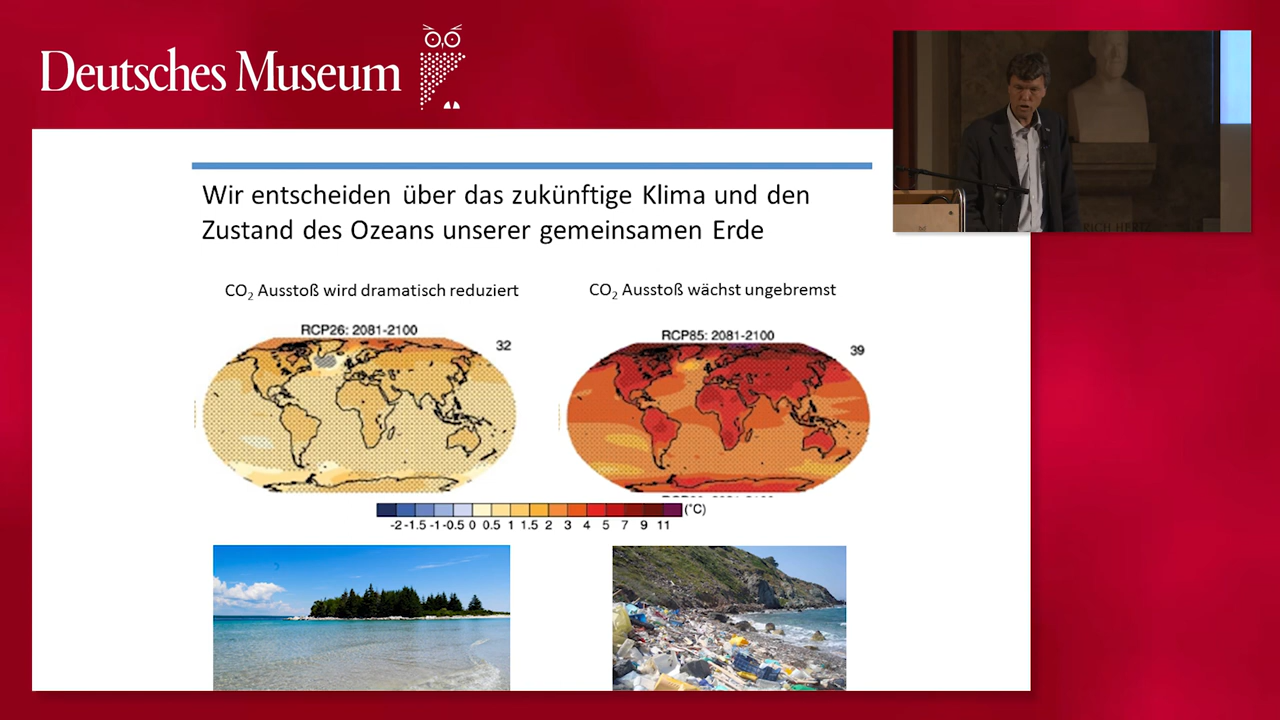 Deutsches Museum
Wir entscheiden über das zukünftige Klima und den
Zustand des Ozeans unserer gemeinsamen Erde
CO₂ Ausstoß wird dramatisch reduziert
CO₂ Ausstoß wächst ungebremst
RCP26: 2081-2100
32
RCP85: 2081-2100
39
(°C)
-2 -1.5 -1 -0.5 0 0.5 1 1.5 2 3 4 5 7 9 11